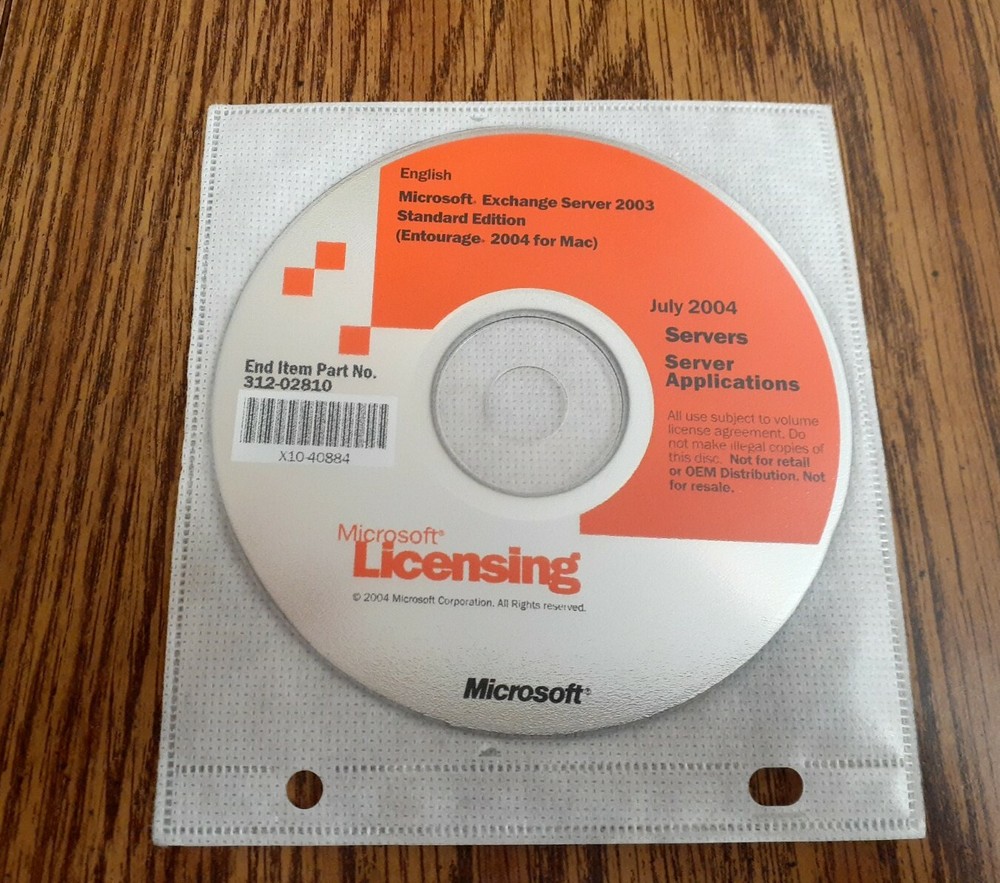 English
Microsoft® Exchange Server 2003
Standard Edition
(Entourage® 2004 for Mac)
July 2004
Servers
Server
Applications
All use subject to volume
license agreement. Do
not make illegal copies of
this disc. Not for retail
or OEM Distribution. Not
for resale.
End Item Part No.
312-02810
X10-40884
Microsoft®
Licensing
© 2004 Microsoft Corporation. All Rights reserved.
Microsoft®